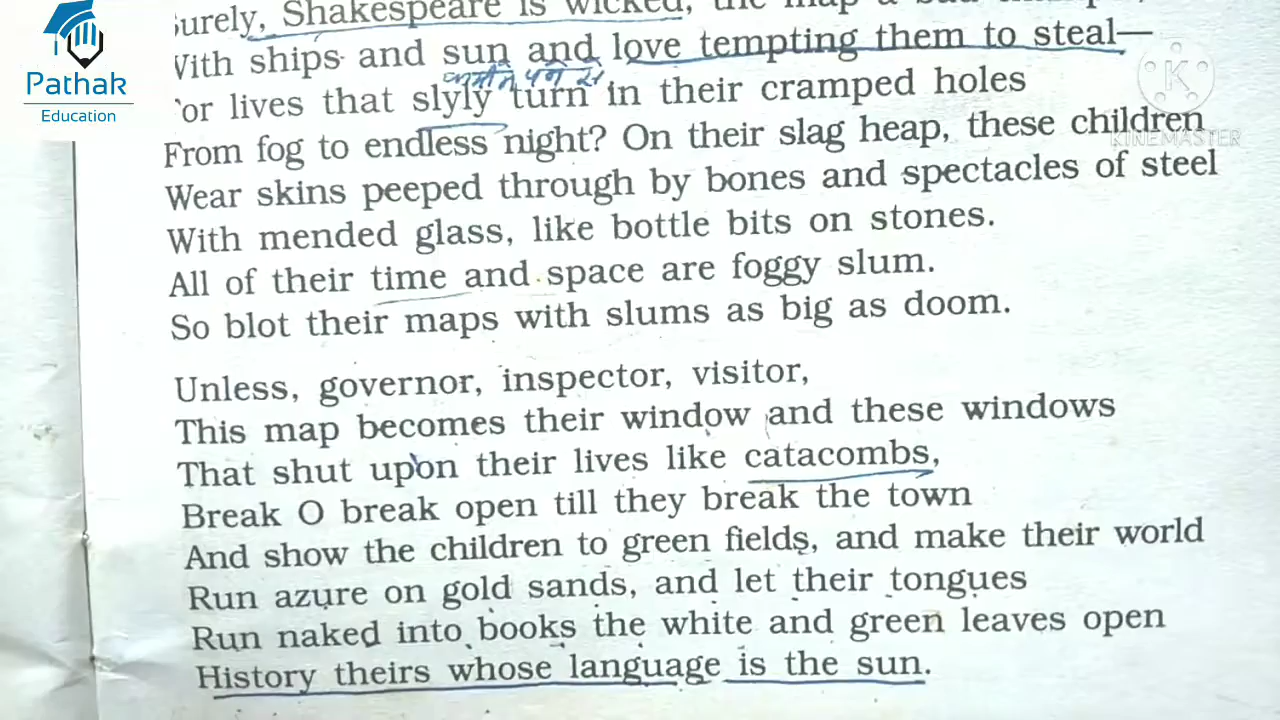 Surely, Shakespeare is wicked, the map a bad
With ships and sun and love tempting them to steal—
For lives that slyly turn in their cramped holes
From fog to endless night? On their slag heap, these children
Wear skins peeped through by bones and spectacles of steel
With mended glass, like bottle bits on stones.
All of their time and space are foggy slum.
So blot their maps with slums as big as doom.
Unless, governor, inspector, visitor,
This map becomes their window and these windows
That shut upon their lives like catacombs,
Break O break open till they break the town
And show the children to green fields, and make their world
Run azure on gold sands, and let their tongues
Run naked into books the white and green leaves open
History theirs whose language is the sun.
Pathak
Education
K
KINEMASTER